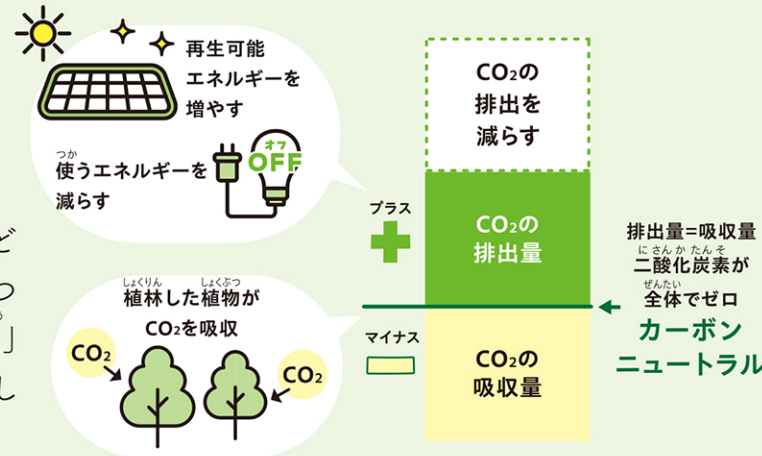 再生可能
エネルギーを
増やす
つか
使うエネルギーを
減らす
オフ
OFF
しょくりん しょくぶつ
植林した植物が
CO₂を吸収
CO₂
CO₂
プラス
マイナス
CO₂の
排出を
減らす
CO₂の
排出量
CO₂の
吸収量
排出量=吸収量
にさんかたんそ
二酸化炭素が
ぜんたい
全体でゼロ
カーボン
ニュートラル
ど
つ
」
し